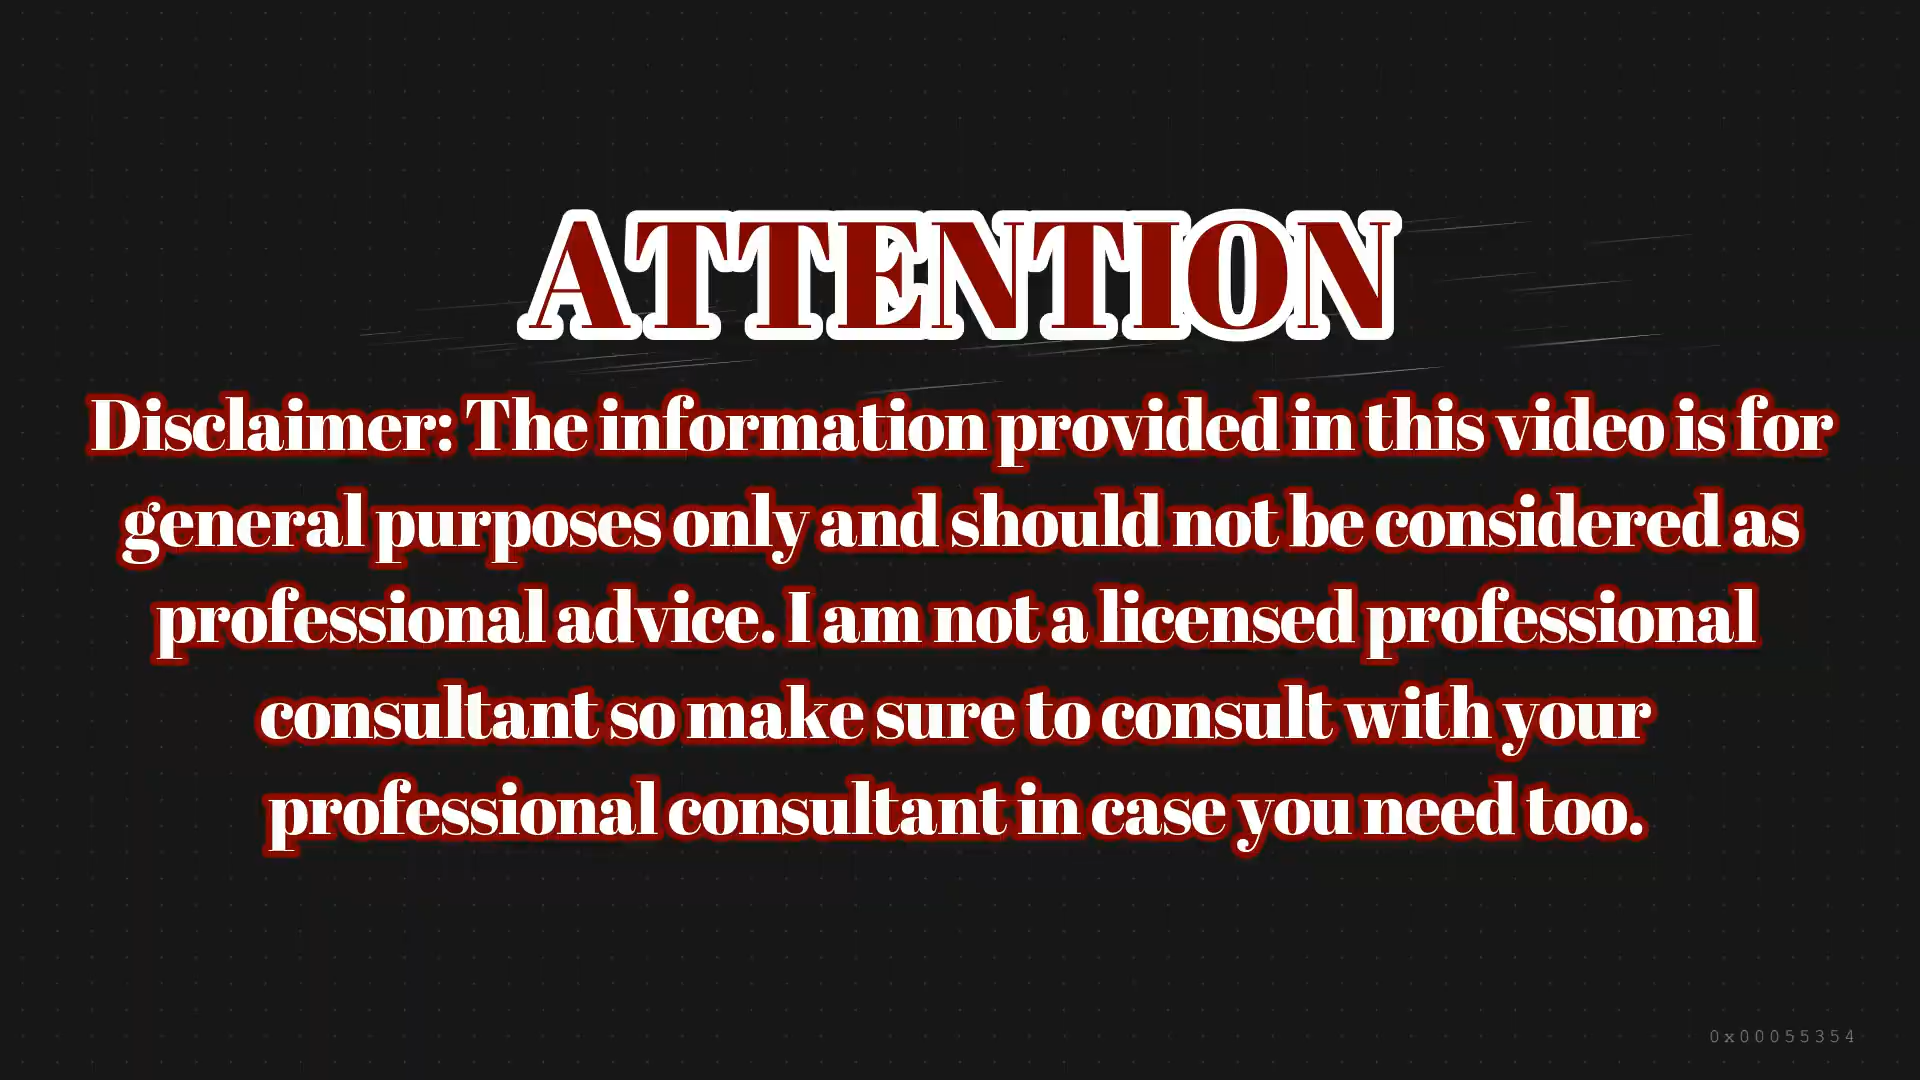 ATTENTION
Disclaimer: The information provided in this video is for
general purposes only and should not be considered as
professional advice. I am not a licensed professional
consultant so make sure to consult with your
professional consultant in case you need too.
0x00055354